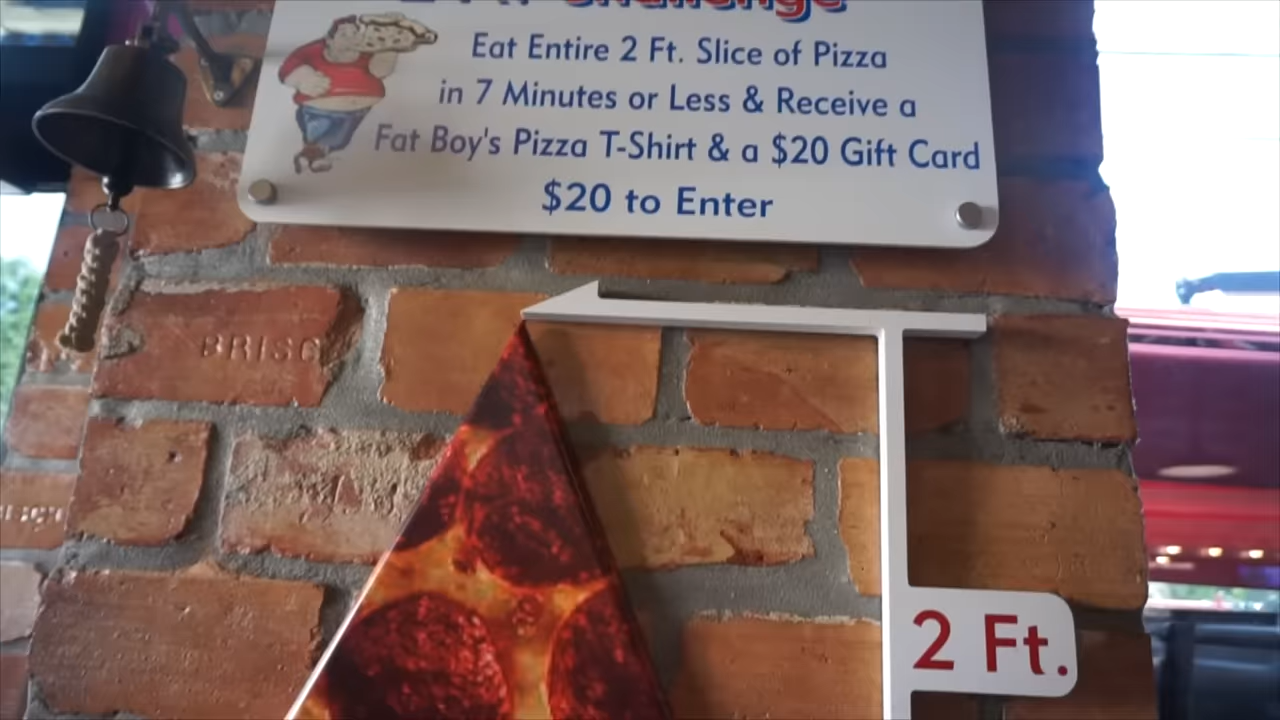 Challenge
Eat Entire 2 Ft. Slice of Pizza
in 7 Minutes or Less & Receive a
Fat Boy's Pizza T-Shirt & a $20 Gift Card
$20 to Enter
2 Ft.